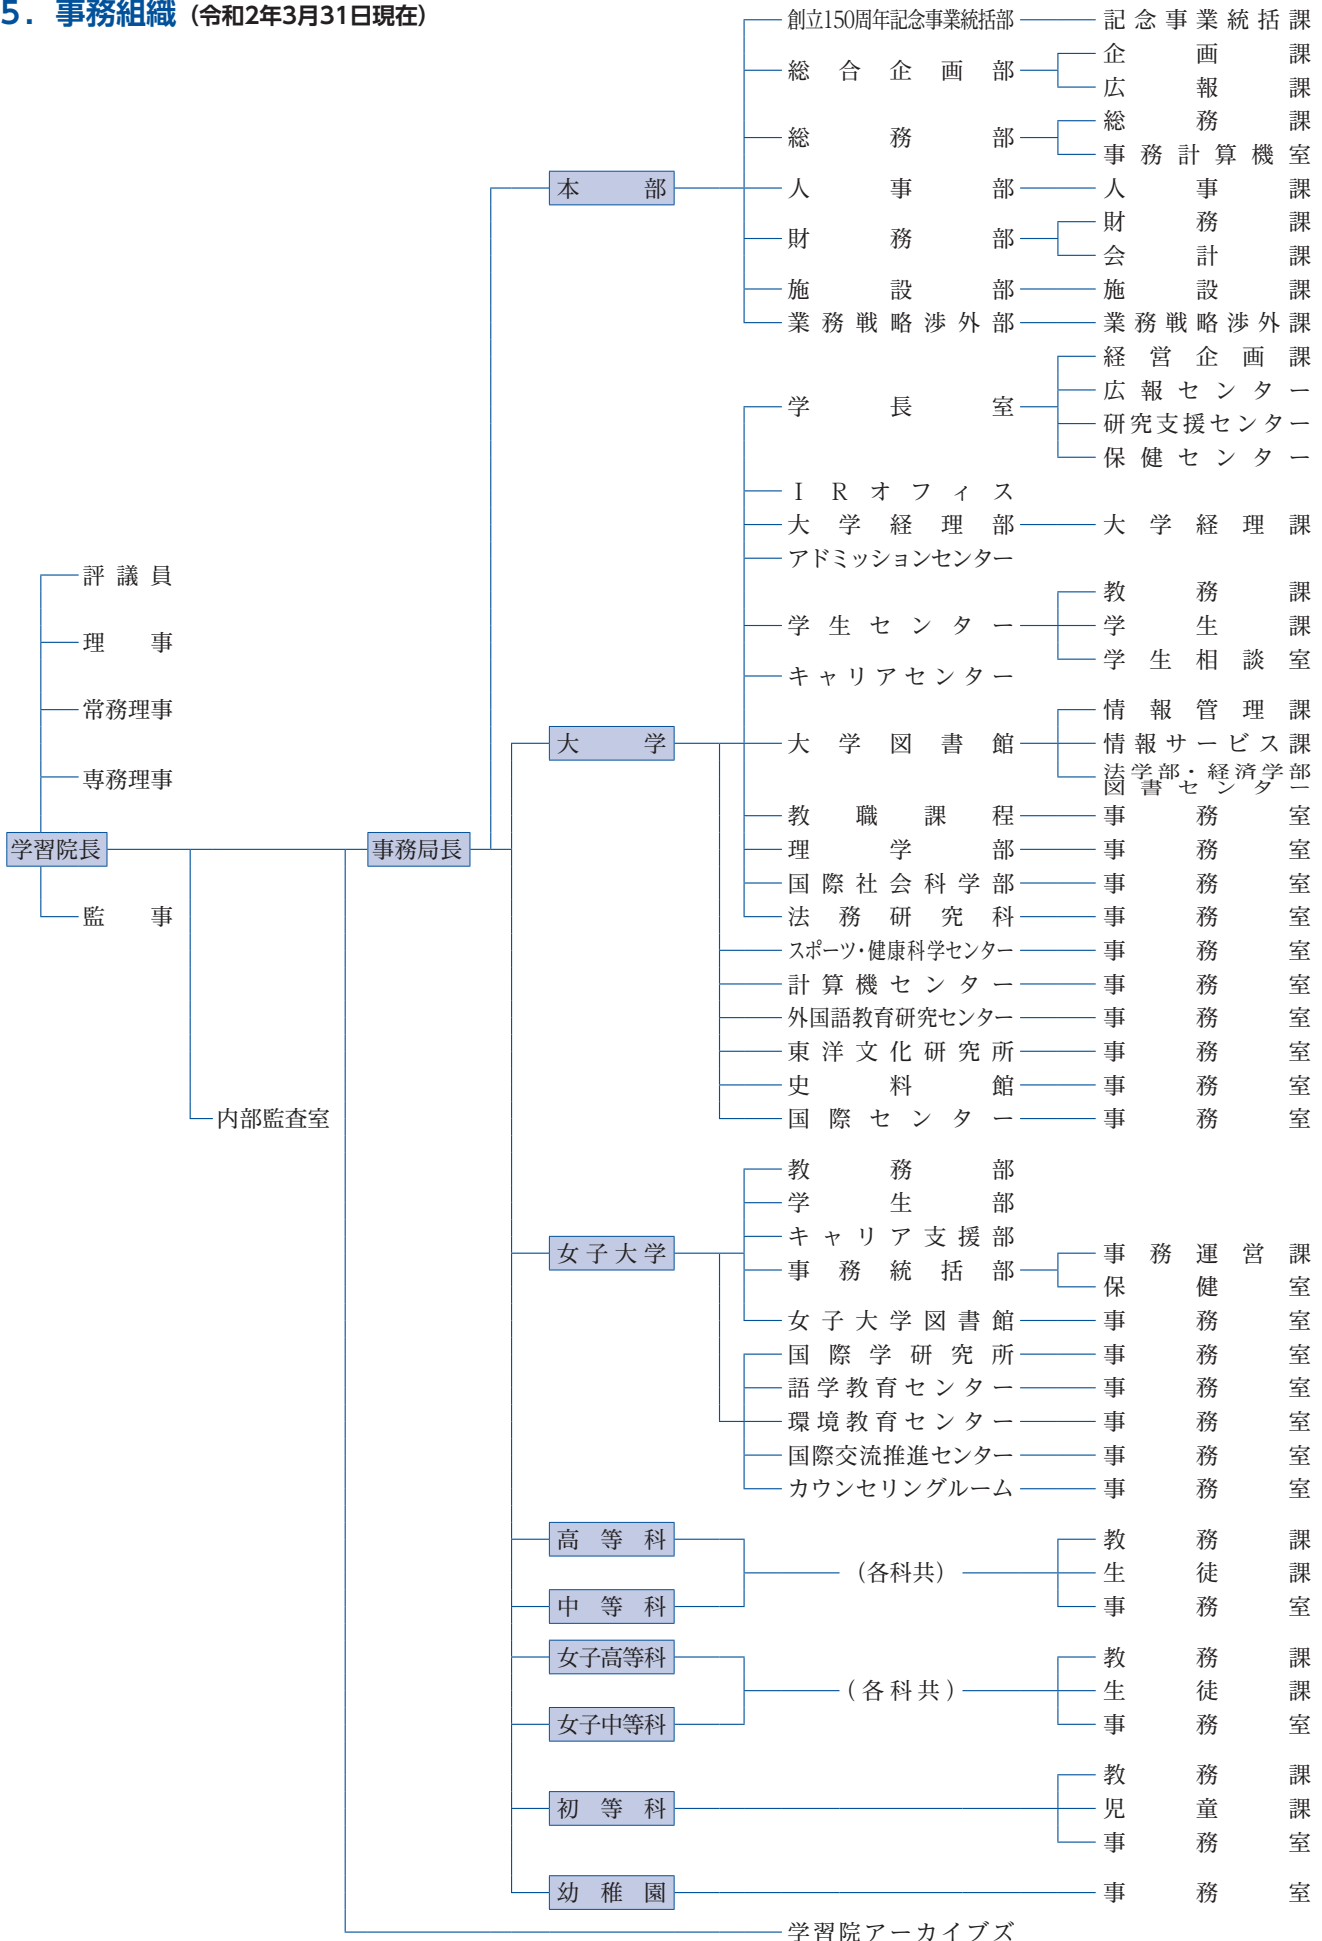 5．事務組織（令和2年3月31日現在）
学習院長
評議員
理事
常務理事
専務理事
監事
内部監査室
事務局長
本部
創立150周年記念事業統括部
記念事業統括課
総合企画部
企画課
広報課
総務部
総務課
事務計算機室
人事部
人事課
財務部
財務課
会計課
施設部
施設課
業務戦略渉外部
業務戦略渉外課
大学
学長室
経営企画課
広報センター
研究支援センター
保健センター
ＩＲオフィス
大学経理部
大学経理課
アドミッションセンター
学生センター
教務課
学生課
学生相談室
キャリアセンター
大学図書館
情報管理課
情報サービス課
法学部・経済学部
図書センター
教職課程
事務室
理学部
事務室
国際社会科学部
事務室
法務研究科
事務室
スポーツ・健康科学センター
事務室
計算機センター
事務室
外国語教育研究センター
事務室
東洋文化研究所
事務室
史料館
事務室
国際センター
事務室
女子大学
教務部
学生部
キャリア支援部
事務統括部
事務運営課
保健室
女子大学図書館
事務室
国際学研究所
事務室
語学教育センター
事務室
環境教育センター
事務室
国際交流推進センター
事務室
カウンセリングルーム
事務室
高等科
中等科
（各科共）
教務課
生徒課
事務室
女子高等科
女子中等科
（各科共）
教務課
生徒課
事務室
初等科
教務課
児童課
事務室
幼稚園
事務室
学習院アーカイブズ